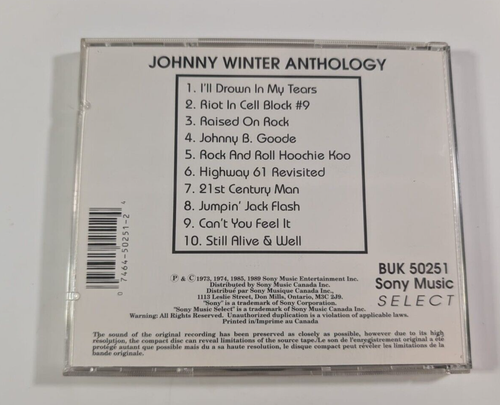 JOHNNY WINTER ANTHOLOGY
1. I'll Drown In My Tears
2. Riot In Cell Block #9
3. Raised On Rock
4. Johnny B. Goode
5. Rock And Roll Hoochie Koo
6. Highway 61 Revisited
7. 21st Century Man
8. Jumpin' Jack Flash
9. Can't You Feel It
10. Still Alive & Well
0 7464-50251-2 4
Ⓟ & © 1973, 1974, 1985, 1989 Sony Music Entertainment Inc.
Distributed by Sony Music Canada Inc.
Distribué par Sony Musique Canada Inc.,
1113 Leslie Street, Don Mills, Ontario, M3C 2J9.
"Sony" is a trademark of Sony Corporation.
"Sony Music Select" is a trademark of Sony Music Canada Inc.
Warning: All Rights Reserved. Unauthorized duplication is a violation of applicable laws.
Printed in/Imprime au Canada
BUK 50251
Sony Music
SELECT
The sound of the original recording has been preserved as closely as possible, however due to its high
resolution, the compact disc can reveal limitations of the source tape./Le son de l'enregistrement original a été
protégé autant que possible mais du a sa haute resolution, le disque compact peut révéler les limitations de la
bande originale.